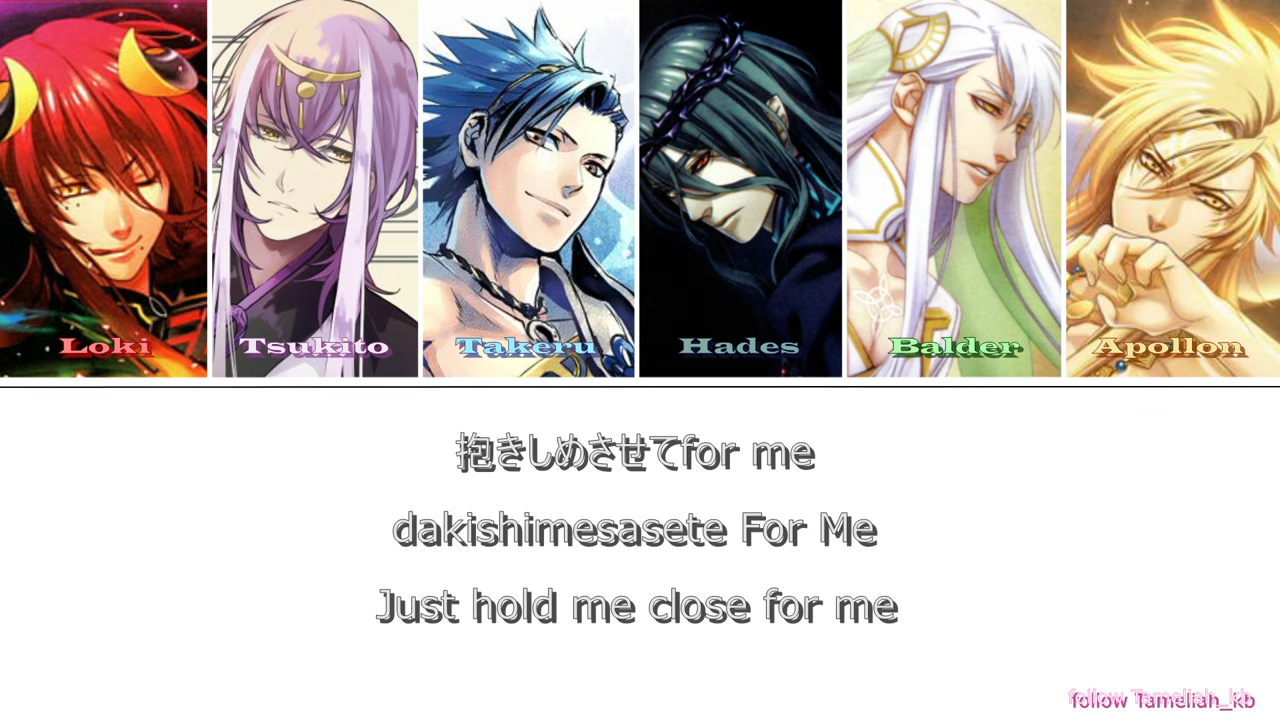 Loki
Tsukito
Takeru
Hades
Balder
Apollon
抱きしめさせてfor me
dakishimesasete For Me
Just hold me close for me
follow Tameliah_kb